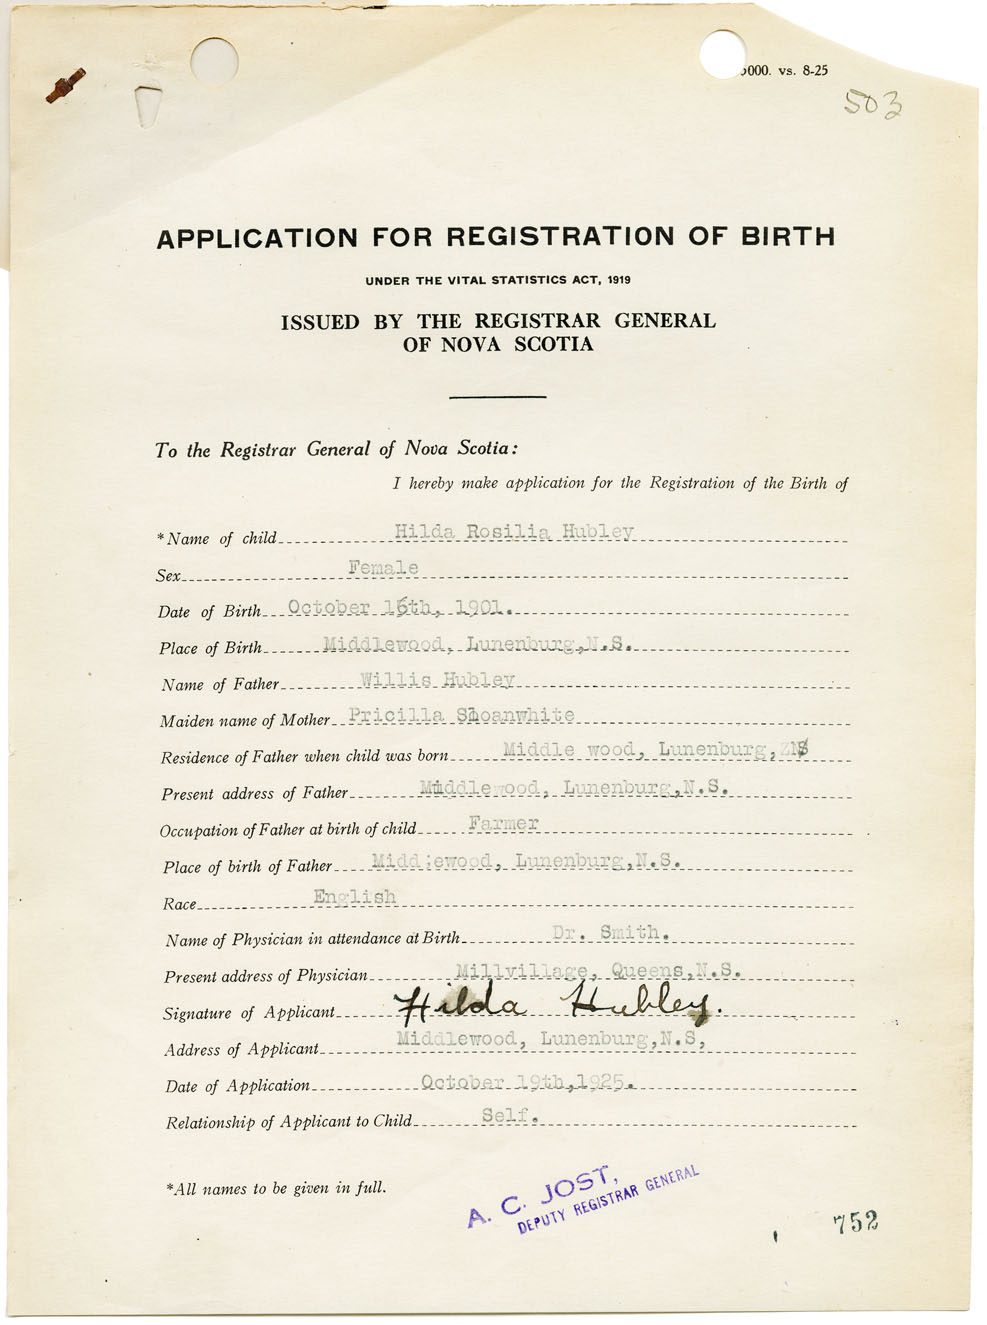 5000. vs. 8-25
503
APPLICATION FOR REGISTRATION OF BIRTH
UNDER THE VITAL STATISTICS ACT, 1919
ISSUED BY THE REGISTRAR GENERAL
OF NOVA SCOTIA
To the Registrar General of Nova Scotia:
I hereby make application for the Registration of the Birth of
*Name of child Hilda Rosilia Hubley
Sex Female
Date of Birth October 16th, 1901.
Place of Birth Middlewood, Lunenburg,N.S.
Name of Father Willis Hubley
Maiden name of Mother Pricilla Shoanwhite
Residence of Father when child was born Middle wood, Lunenburg, NS
Present address of Father Middlewood, Lunenburg,N.S.
Occupation of Father at birth of child Farmer
Place of birth of Father Middlewood, Lunenburg,N.S.
Race English
Name of Physician in attendance at Birth Dr. Smith.
Present address of Physician Millvillage, Queens,N.S.
Signature of Applicant Hilda Hubley.
Address of Applicant Middlewood, Lunenburg,N.S,
Date of Application October 19th,1925.
Relationship of Applicant to Child Self.
*All names to be given in full.
A. C. JOST,
DEPUTY REGISTRAR GENERAL
752